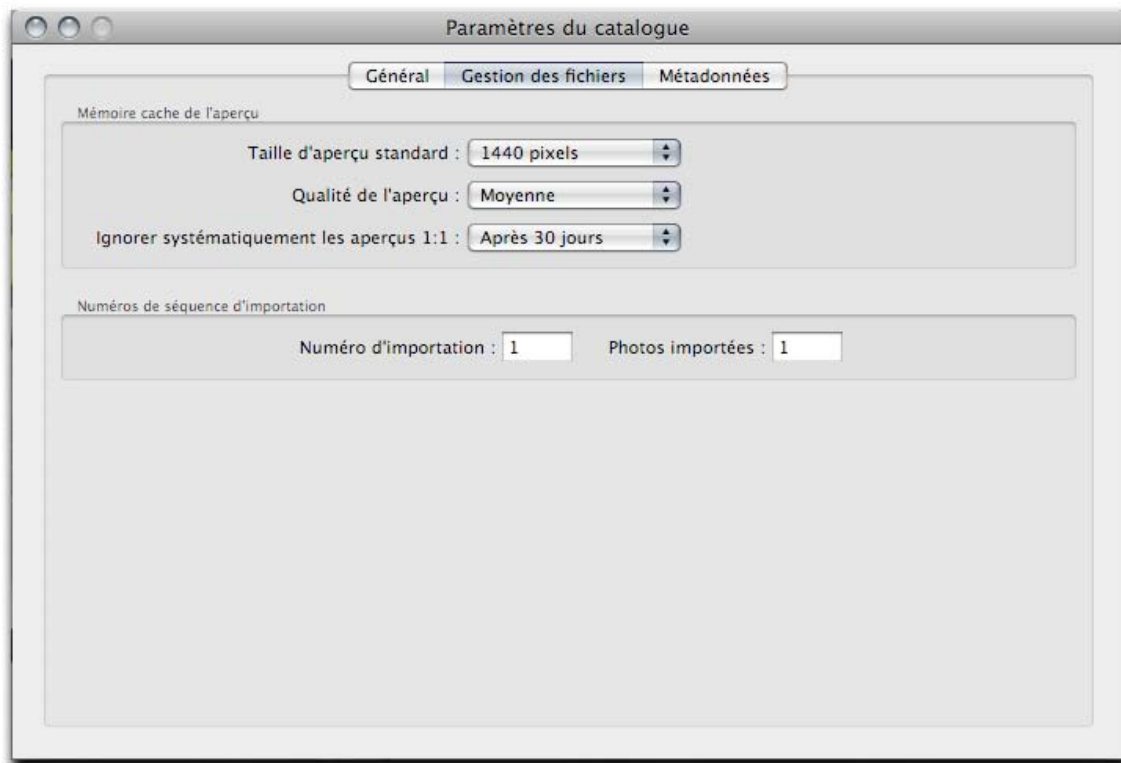 Paramètres du catalogue
Général Gestion des fichiers Métadonnées
Mémoire cache de l'aperçu
Taille d'aperçu standard : 1440 pixels
Qualité de l'aperçu : Moyenne
Ignorer systématiquement les aperçus 1:1 : Après 30 jours
Numéros de séquence d'importation
Numéro d'importation : 1 Photos importées : 1